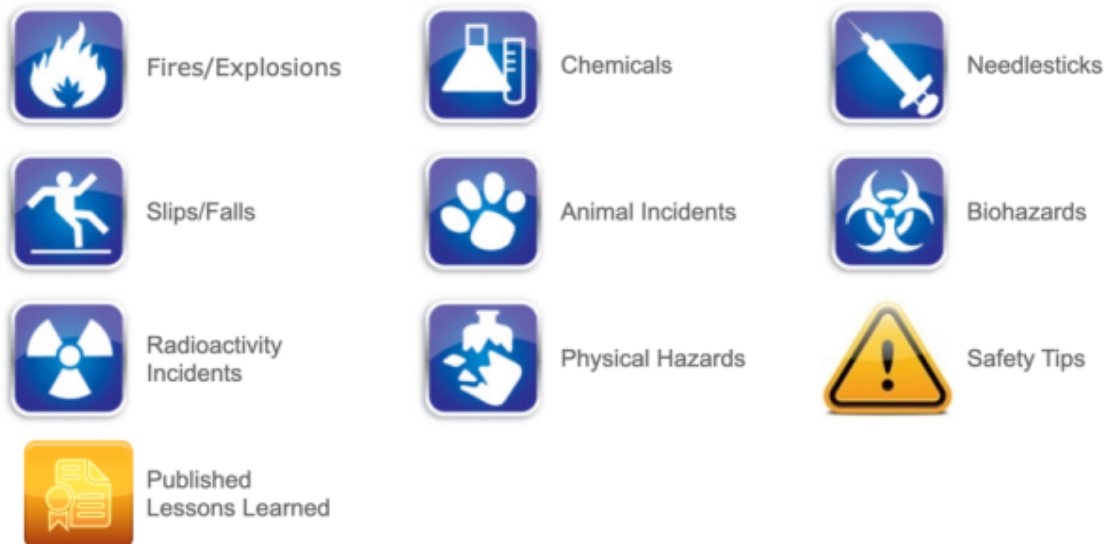 Fires/Explosions
Chemicals
Needlesticks
Slips/Falls
Animal Incidents
Biohazards
Radioactivity
Incidents
Physical Hazards
Safety Tips
Published
Lessons Learned